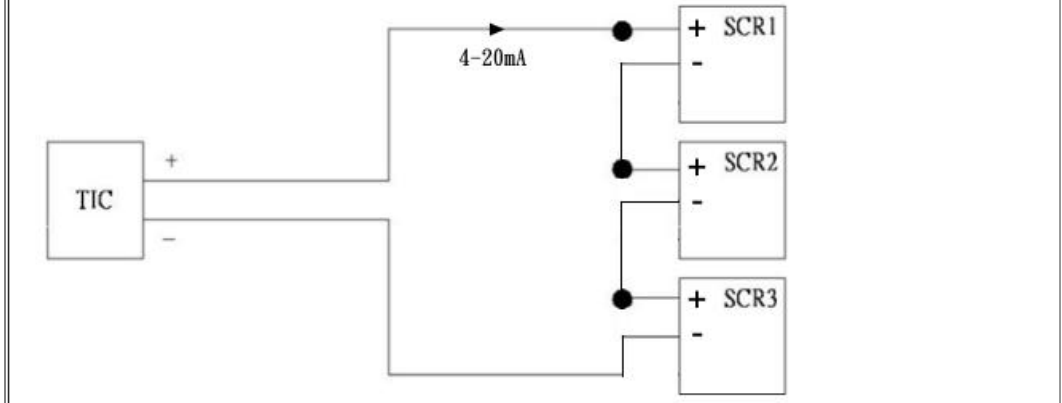 + SCR1
-
4-20mA
+ SCR2
-
+
TIC
−
+ SCR3
-